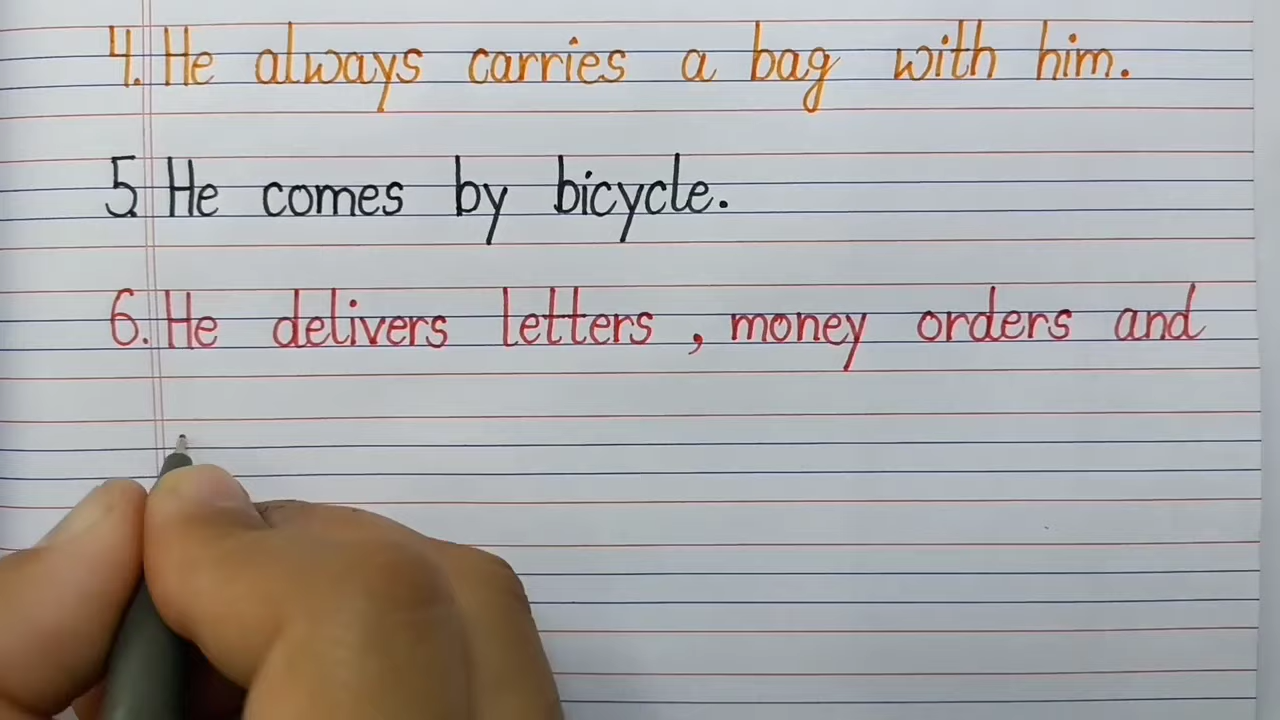 4. He always carries a bag with him.
5. He comes by bicycle.
6. He delivers letters , money orders and